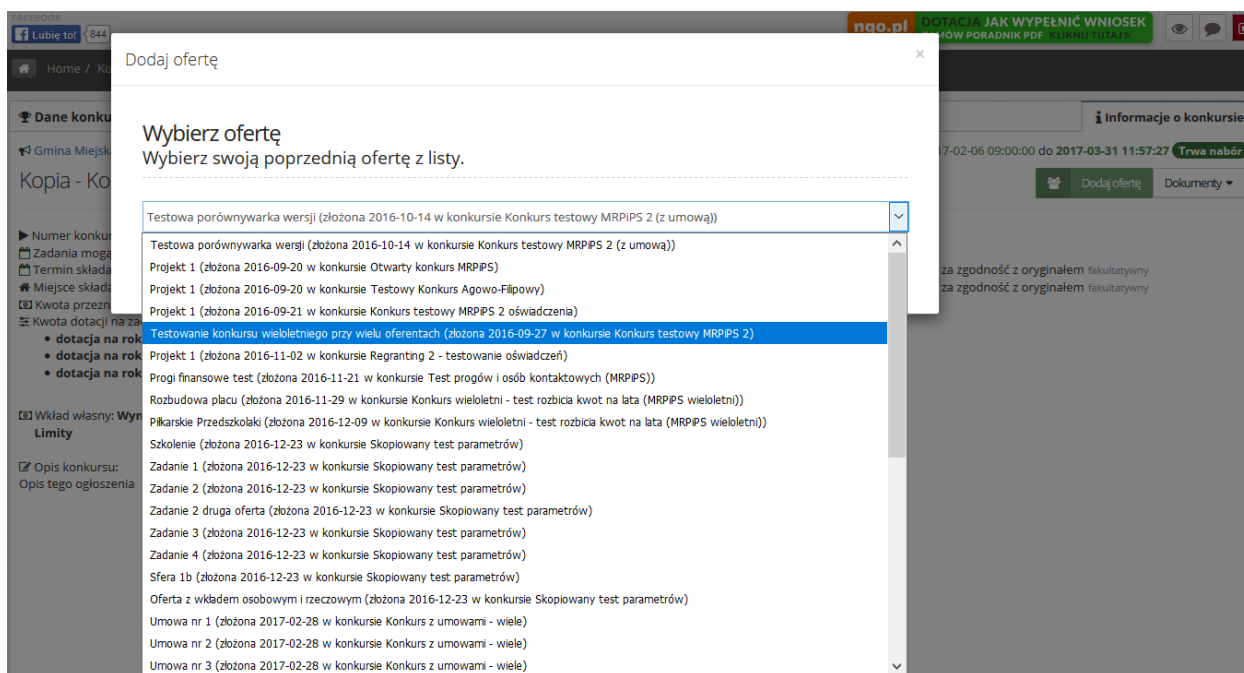 FACEBOOK
Lubię to! 844
ngo.pl DOTACJA JAK WYPEŁNIĆ WNIOSEK
ZAMÓW PORADNIK PDF KLIKNIJ TUTAJ»
Home / Ko
Dodaj ofertę ×
Dane konku
Informacje o konkursie
Wybierz ofertę
Wybierz swoją poprzednią ofertę z listy.
Gmina Miejsk
17-02-06 09:00:00 do 2017-03-31 11:57:27 Trwa nabór
Kopia - Ko
Dodaj ofertę Dokumenty
Testowa porównywarka wersji (złożona 2016-10-14 w konkursie Konkurs testowy MRPiPS 2 (z umową))
Testowa porównywarka wersji (złożona 2016-10-14 w konkursie Konkurs testowy MRPiPS 2 (z umową))
Projekt 1 (złożona 2016-09-20 w konkursie Otwarty konkurs MRPiPS)
Projekt 1 (złożona 2016-09-20 w konkursie Testowy Konkurs Agowo-Filipowy)
Projekt 1 (złożona 2016-09-21 w konkursie Konkurs testowy MRPiPS 2 oświadczenia)
Testowanie konkursu wieloletniego przy wielu oferentach (złożona 2016-09-27 w konkursie Konkurs testowy MRPiPS 2)
Projekt 1 (złożona 2016-11-02 w konkursie Regranting 2 - testowanie oświadczeń)
Progi finansowe test (złożona 2016-11-21 w konkursie Test progów i osób kontaktowych (MRPiPS))
Rozbudowa placu (złożona 2016-11-29 w konkursie Konkurs wieloletni - test rozbicia kwot na lata (MRPiPS wieloletni))
Piłkarskie Przedszkolaki (złożona 2016-12-09 w konkursie Konkurs wieloletni - test rozbicia kwot na lata (MRPiPS wieloletni))
Szkolenie (złożona 2016-12-23 w konkursie Skopiowany test parametrów)
Zadanie 1 (złożona 2016-12-23 w konkursie Skopiowany test parametrów)
Zadanie 2 (złożona 2016-12-23 w konkursie Skopiowany test parametrów)
Zadanie 2 druga oferta (złożona 2016-12-23 w konkursie Skopiowany test parametrów)
Zadanie 3 (złożona 2016-12-23 w konkursie Skopiowany test parametrów)
Zadanie 4 (złożona 2016-12-23 w konkursie Skopiowany test parametrów)
Sfera 1b (złożona 2016-12-23 w konkursie Skopiowany test parametrów)
Oferta z wkładem osobowym i rzeczowym (złożona 2016-12-23 w konkursie Skopiowany test parametrów)
Umowa nr 1 (złożona 2017-02-28 w konkursie Konkurs z umowami - wiele)
Umowa nr 2 (złożona 2017-02-28 w konkursie Konkurs z umowami - wiele)
Umowa nr 3 (złożona 2017-02-28 w konkursie Konkurs z umowami - wiele)
Numer konkur
Zadania mogą
Termin składa
Miejsce składa
Kwota przezn
Kwota dotacji na za
dotacja na rok
dotacja na rok
dotacja na rok
Wkład własny: Wyn
Limity
Opis konkursu:
Opis tego ogłoszenia
za zgodność z oryginałem fakultatywny
za zgodność z oryginałem fakultatywny